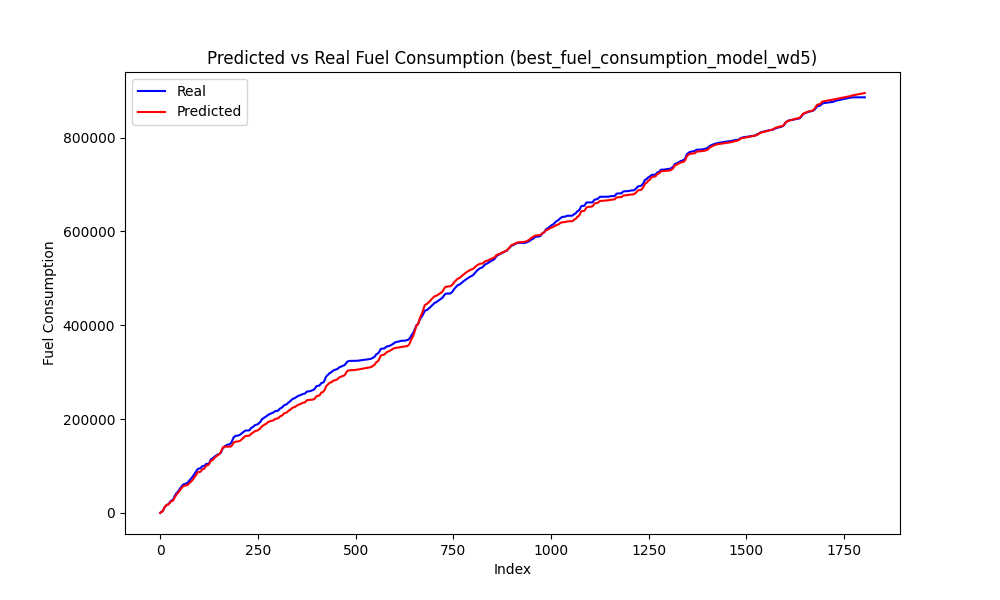 Predicted vs Real Fuel Consumption (best_fuel_consumption_model_wd5)
Real
Predicted
800000
600000
400000
200000
0
Fuel Consumption
0 250 500 750 1000 1250 1500 1750
Index